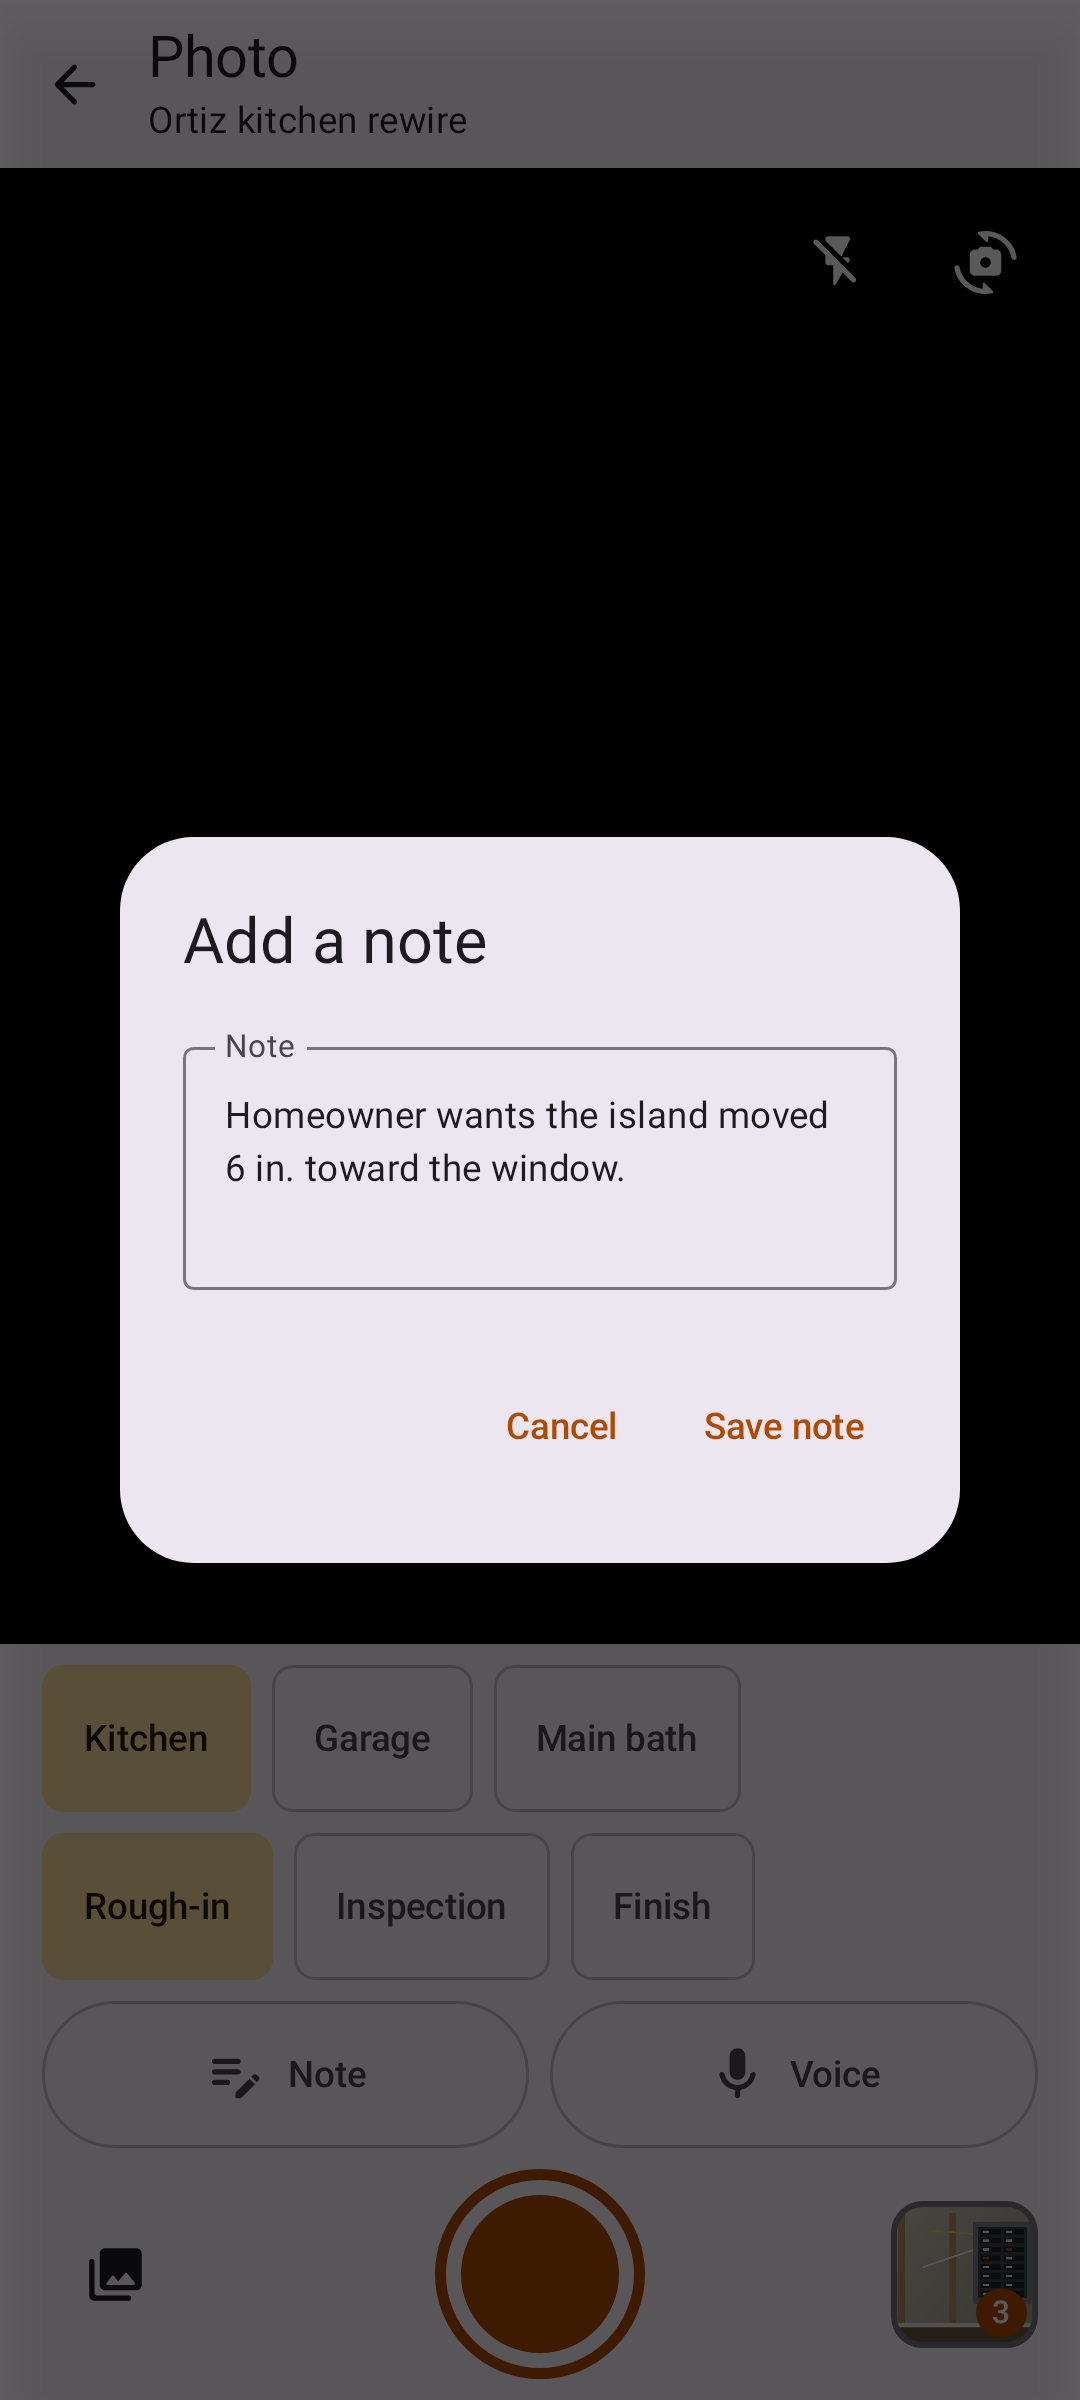 Photo
Ortiz kitchen rewire
Add a note
Note
Homeowner wants the island moved
6 in. toward the window.
Cancel
Save note
Kitchen
Garage
Main bath
Rough-in
Inspection
Finish
Note
Voice
3